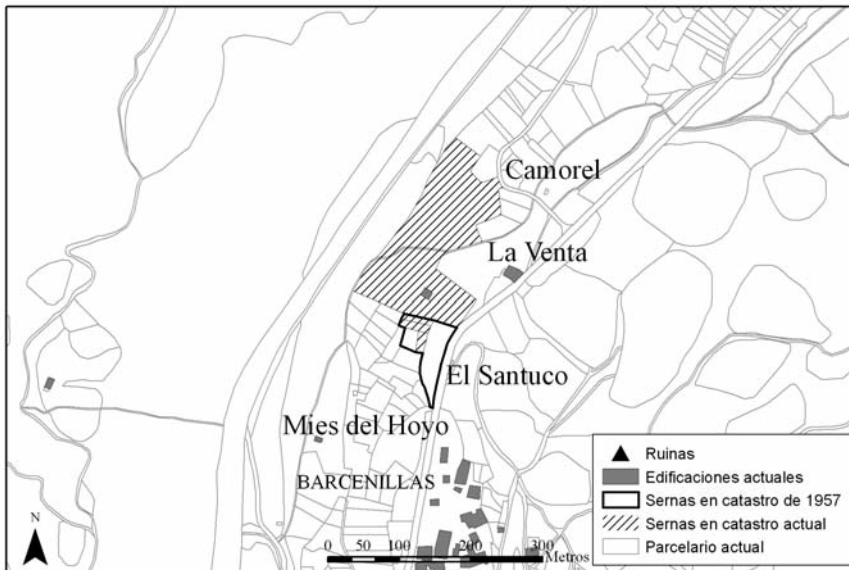 Camorel
La Venta
El Santuco
Mies del Hoyo
BARCENILLAS
N
0 100 200 300
Metros
Ruinas
Edificaciones actuales
Sernas en catastro de 1957
Sernas en catastro actual
Parcelario actual